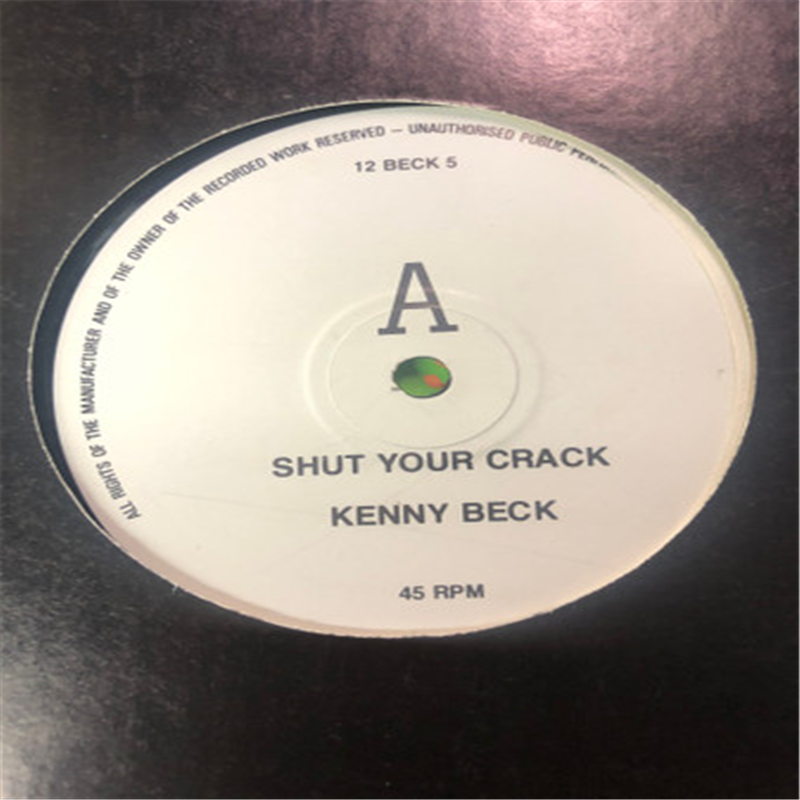 ALL RIGHTS OF THE MANUFACTURER AND OF THE OWNER OF THE RECORDED WORK RESERVED — UNAUTHORISED PUBLIC
12 BECK 5
A
SHUT YOUR CRACK
KENNY BECK
45 RPM